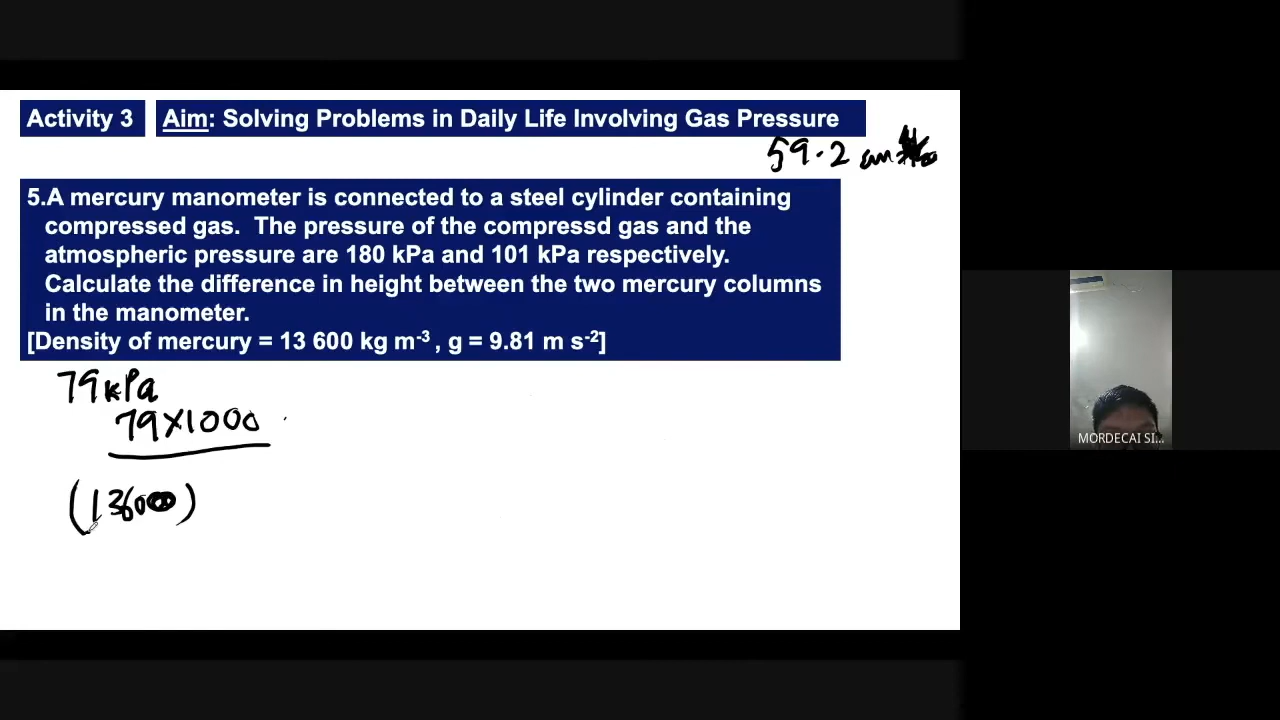 Activity 3 Aim: Solving Problems in Daily Life Involving Gas Pressure
59.2 cm
5.A mercury manometer is connected to a steel cylinder containing
compressed gas. The pressure of the compressd gas and the
atmospheric pressure are 180 kPa and 101 kPa respectively.
Calculate the difference in height between the two mercury columns
in the manometer.
[Density of mercury = 13 600 kg m⁻³ , g = 9.81 m s⁻²]
79 kPa
79×1000
(13600)
MORDECAI SI...